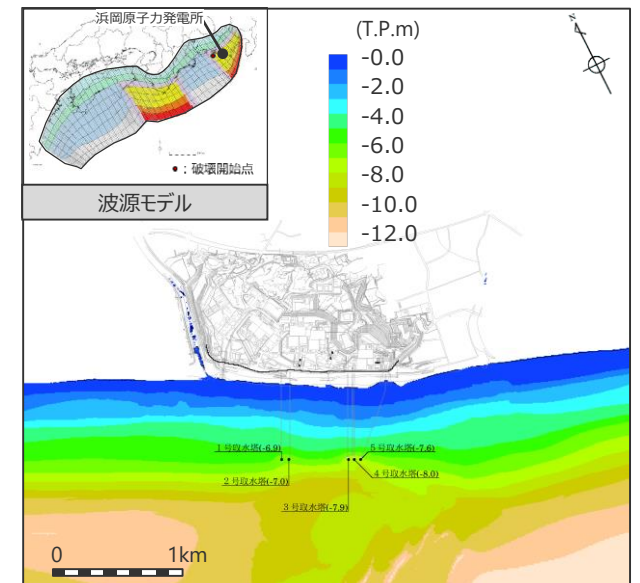 浜岡原子力発電所
●：破壊開始点
波源モデル
(T.P.m)
-0.0
-2.0
-4.0
-6.0
-8.0
-10.0
-12.0
N
1号取水塔(-6.9)
5号取水塔(-7.6)
2号取水塔(-7.0)
4号取水塔(-8.0)
3号取水塔(-7.9)
0 1km